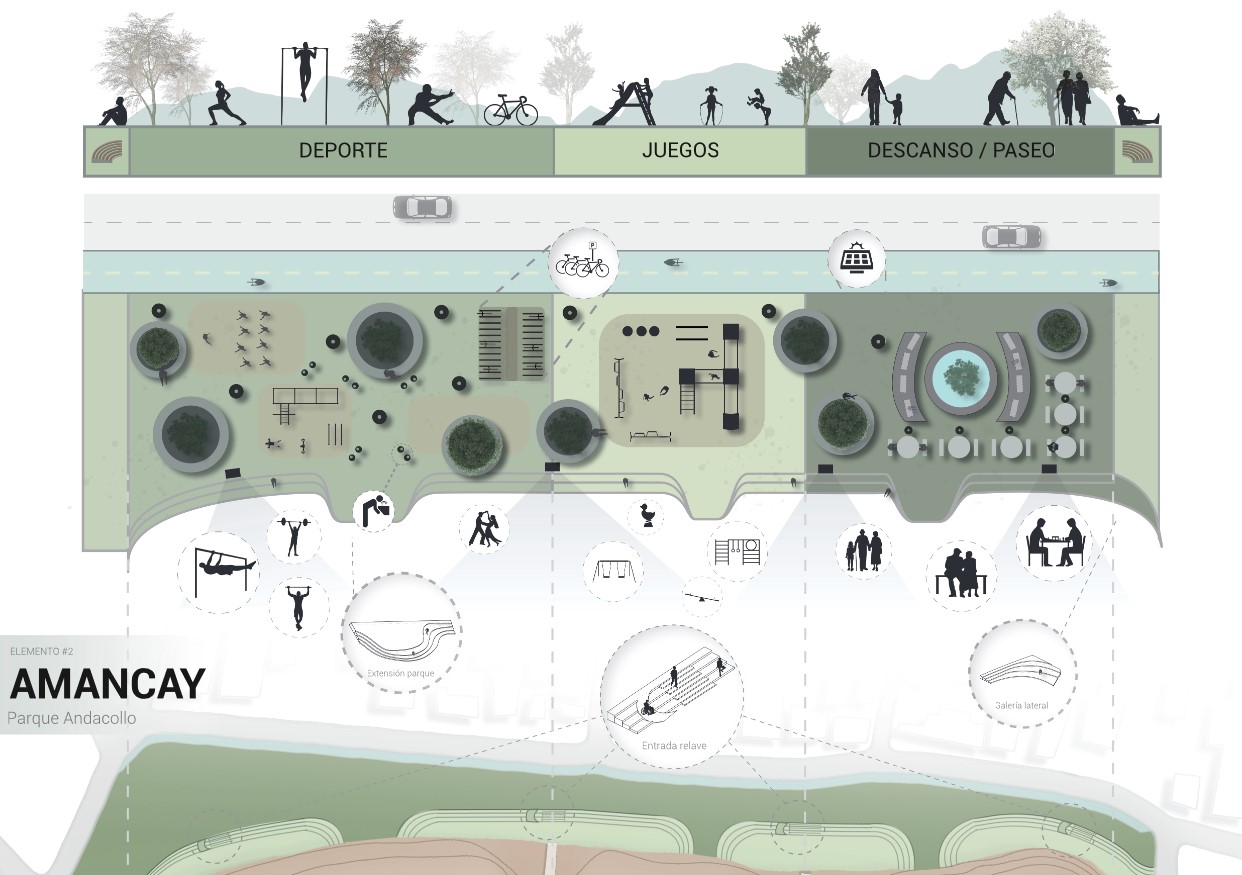 DEPORTE
JUEGOS
DESCANSO / PASEO
P
Extensión parque
ELEMENTO #2
AMANCAY
Parque Andacollo
Entrada relave
Galería lateral